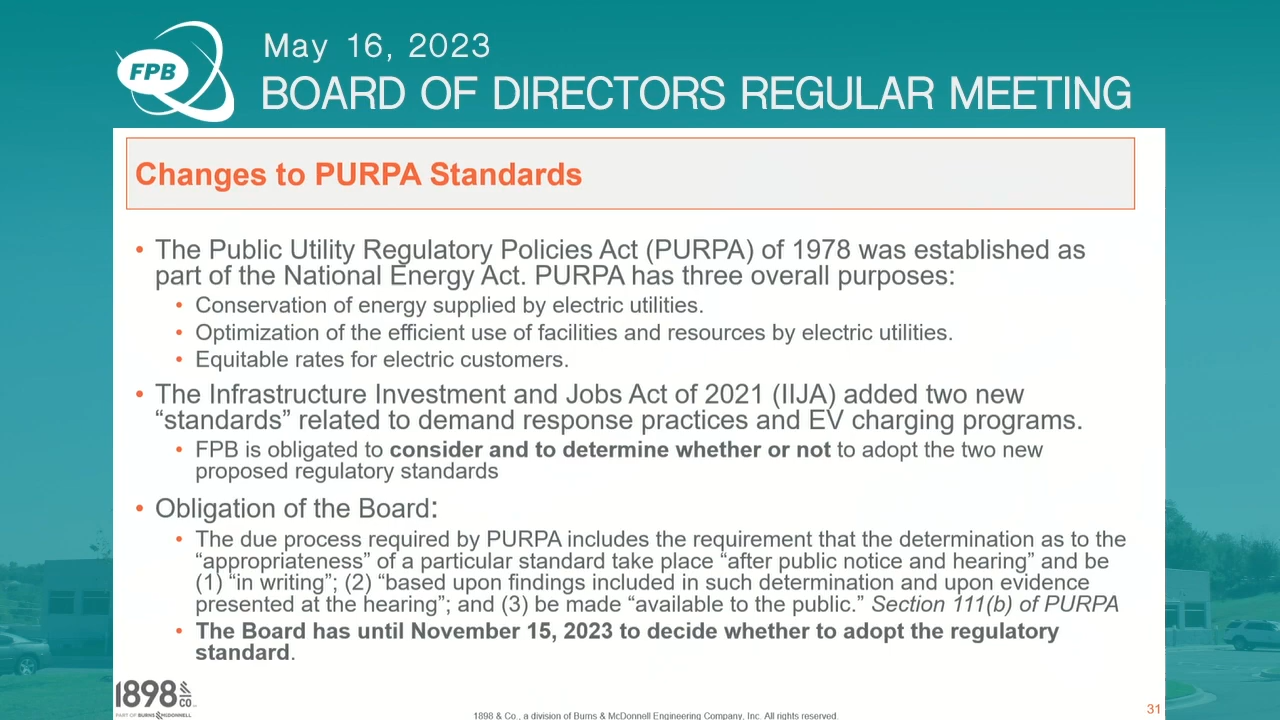 FPB
May 16, 2023
BOARD OF DIRECTORS REGULAR MEETING
Changes to PURPA Standards
• The Public Utility Regulatory Policies Act (PURPA) of 1978 was established as
part of the National Energy Act. PURPA has three overall purposes:
• Conservation of energy supplied by electric utilities.
• Optimization of the efficient use of facilities and resources by electric utilities.
• Equitable rates for electric customers.
• The Infrastructure Investment and Jobs Act of 2021 (IIJA) added two new
“standards” related to demand response practices and EV charging programs.
• FPB is obligated to consider and to determine whether or not to adopt the two new
proposed regulatory standards
• Obligation of the Board:
• The due process required by PURPA includes the requirement that the determination as to the
“appropriateness” of a particular standard take place “after public notice and hearing” and be
(1) “in writing”; (2) “based upon findings included in such determination and upon evidence
presented at the hearing”; and (3) be made “available to the public.” Section 111(b) of PURPA
• The Board has until November 15, 2023 to decide whether to adopt the regulatory
standard.
1898 & CO
PART OF BURNS & McDONNELL
1898 & Co., a division of Burns & McDonnell Engineering Company, Inc. All rights reserved.
31